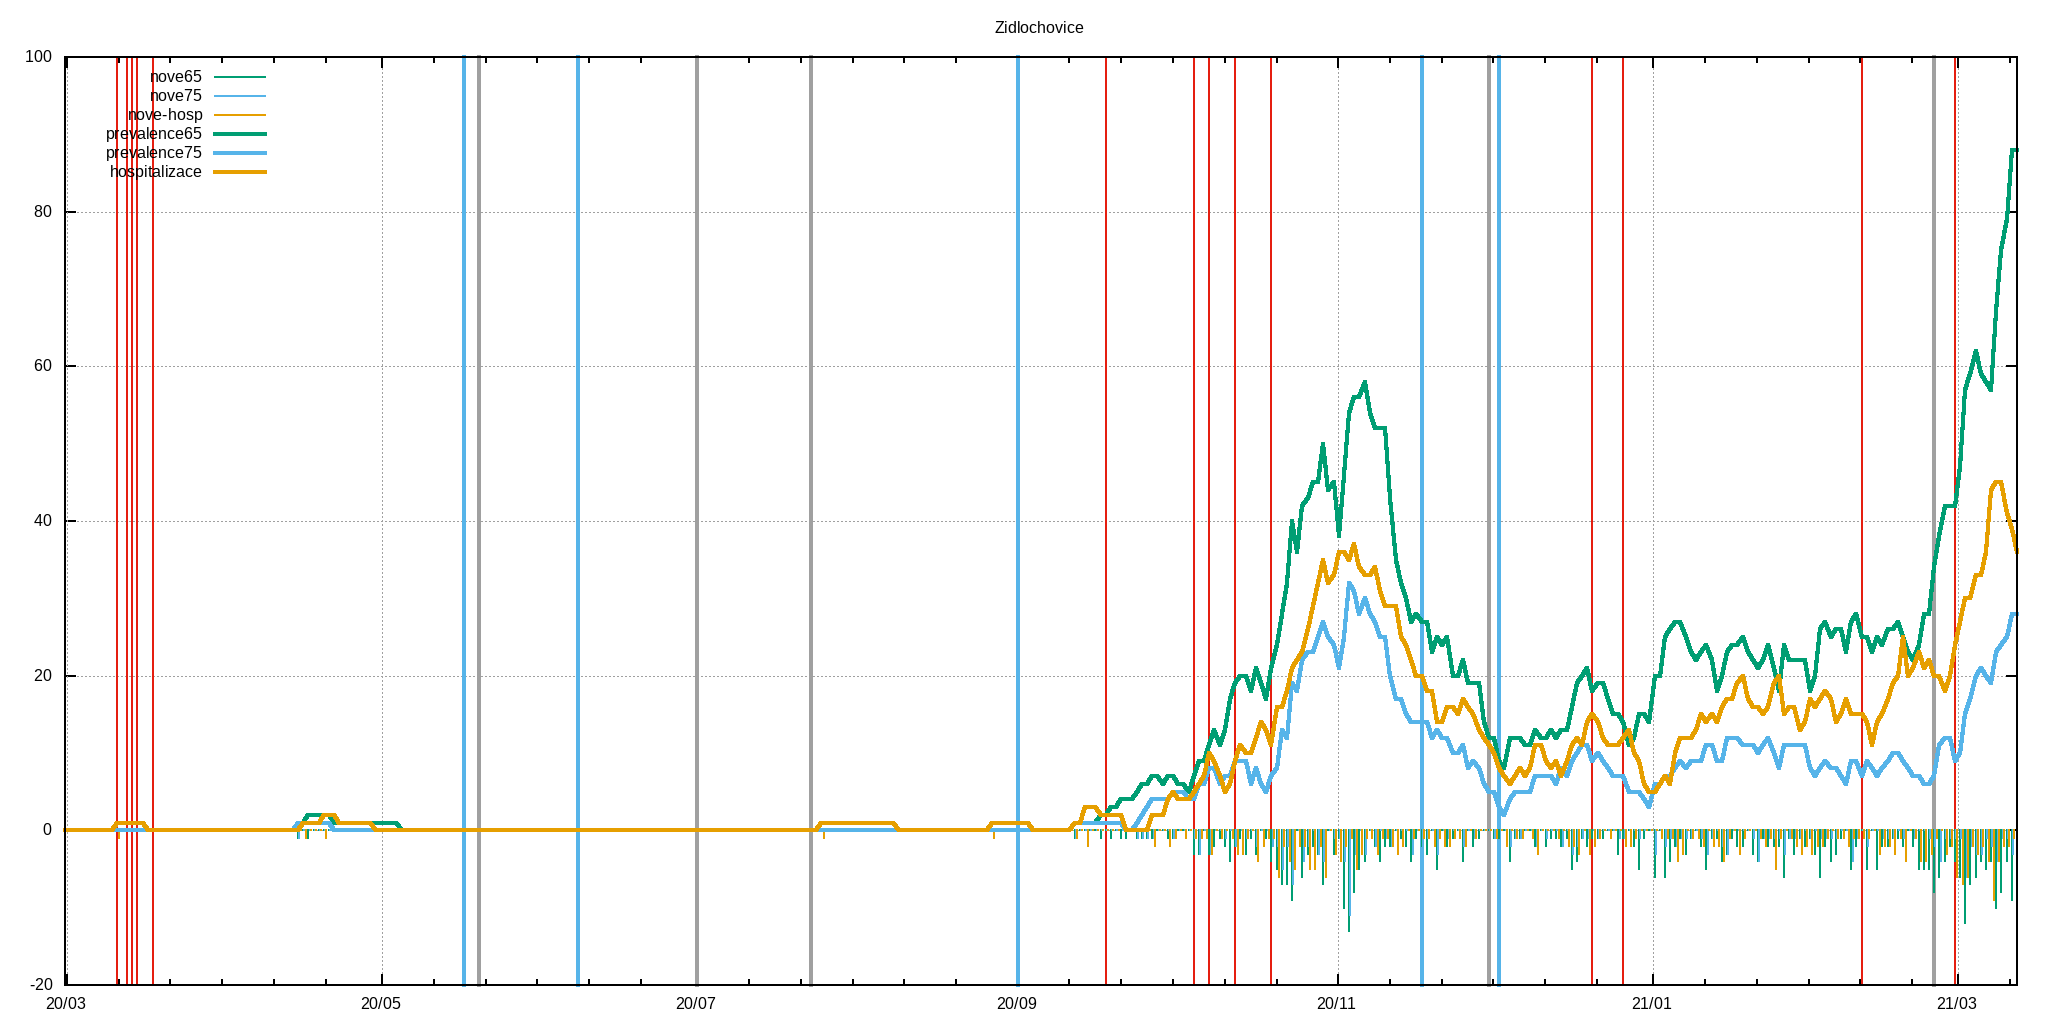 Zidlochovice
100
80
60
40
20
0
-20
nove65
nove75
nove-hosp
prevalence65
prevalence75
hospitalizace
20/03 20/05 20/07 20/09 20/11 21/01 21/03